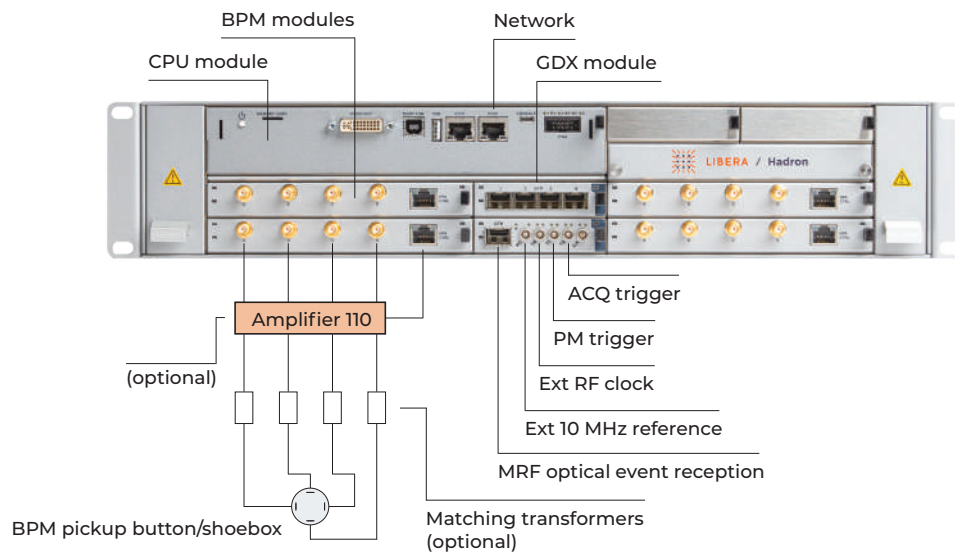 BPM modules
Network
CPU module
GDX module
LIBERA / Hadron
ACQ trigger
Amplifier 110
PM trigger
(optional)
Ext RF clock
Ext 10 MHz reference
MRF optical event reception
BPM pickup button/shoebox
Matching transformers
(optional)